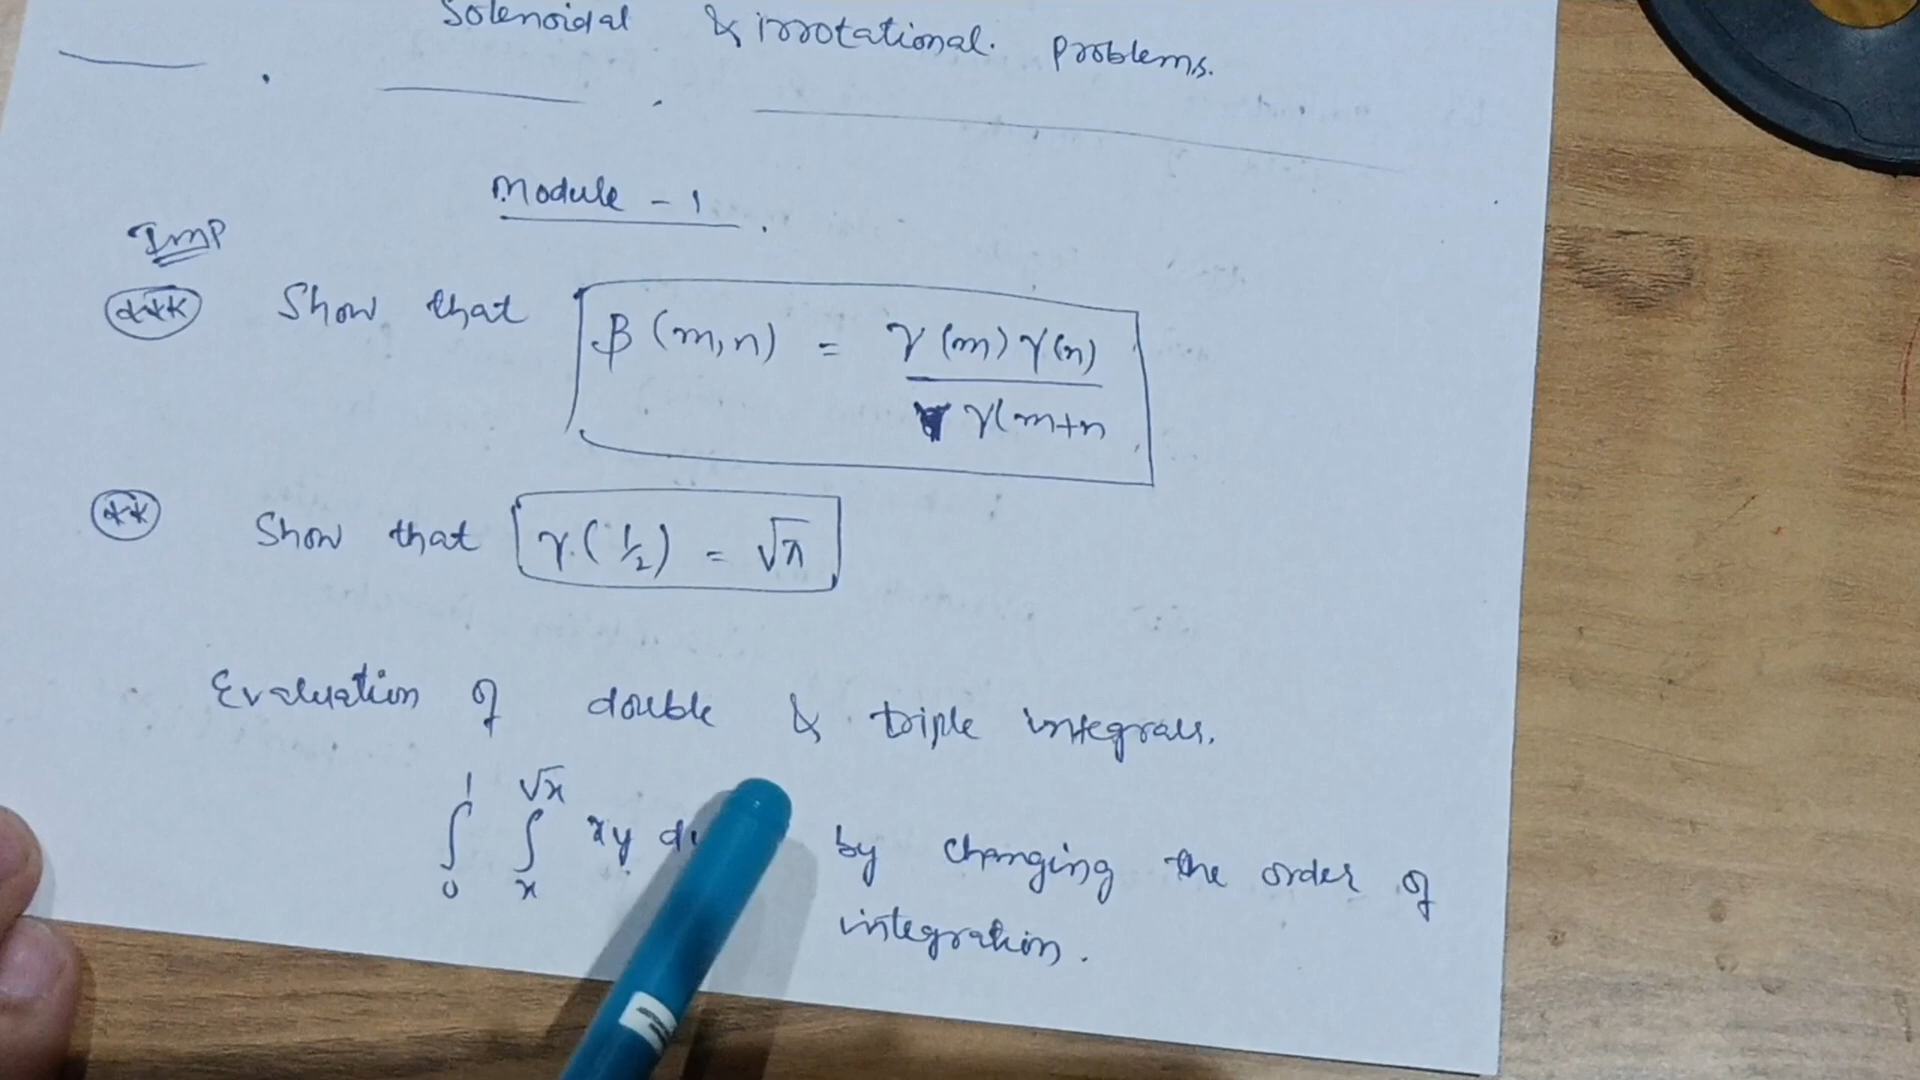 Solenoidal & irrotational. problems.
Module - 1
Imp
*** Show that β(m,n) = γ(m) γ(n) / γ(m+n
** Show that γ(1/2) = √π
Evaluation of double & triple integrals.
∫₀¹ ∫ₓ^√x xy by changing the order of
integration.